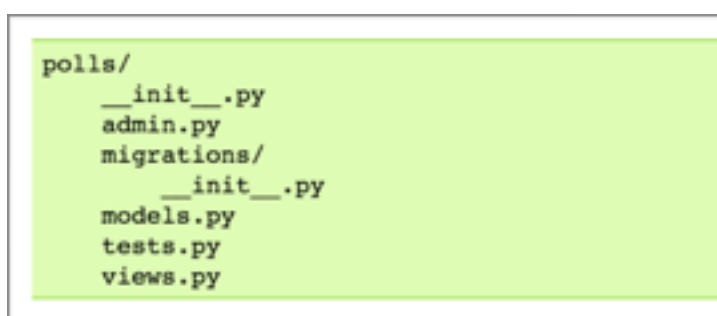 polls/
    __init__.py
    admin.py
    migrations/
        __init__.py
    models.py
    tests.py
    views.py